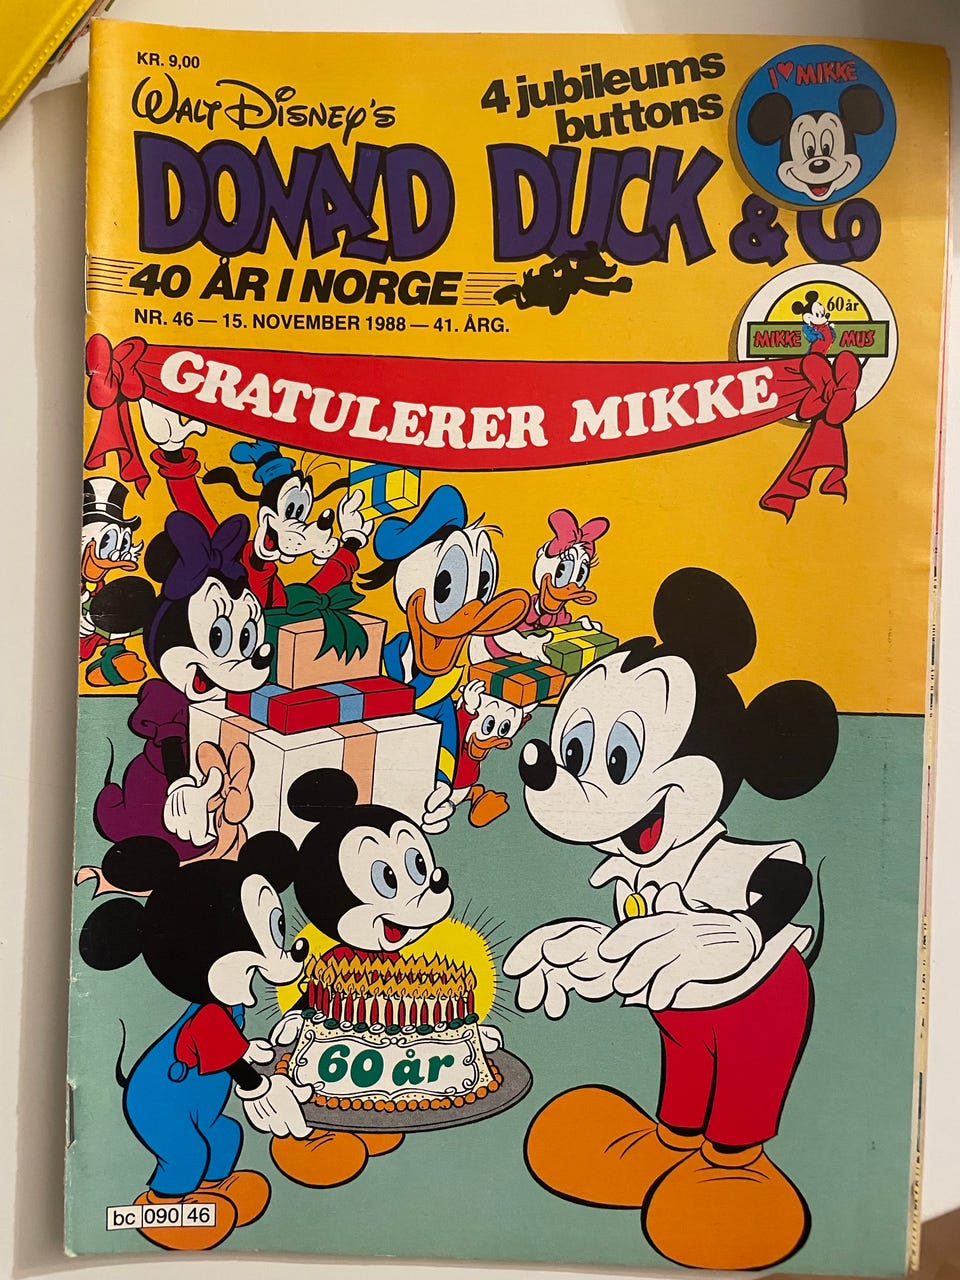 KR. 9,00
WALT DISNEY'S
4 jubileums
buttons
I ♥ MIKKE
DONALD DUCK & CO
40 ÅR I NORGE
NR. 46 — 15. NOVEMBER 1988 — 41. ÅRG.
60 år
MIKKE MUS
GRATULERER MIKKE
60 år
bc 090 46